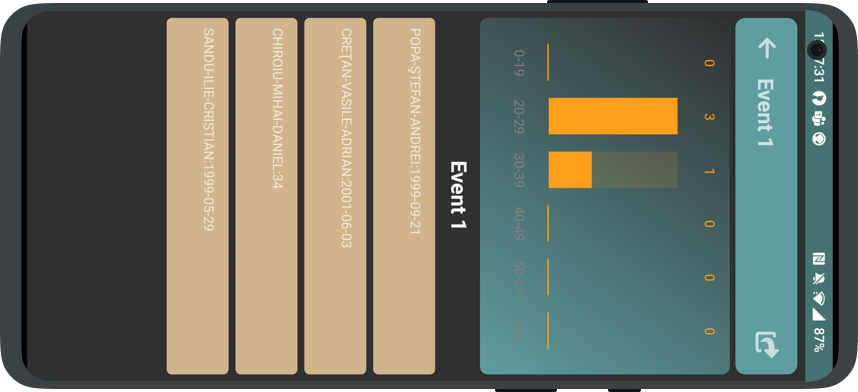 7:31
87%
Event 1
0 3 1 0 0 0
0-19 20-29 30-39 40-49 50-59
Event 1
POPA-ȘTEFAN-ANDREI:1999-09-21
CREȚAN-VASILE-ADRIAN:2001-06-03
CHIROIU-MIHAI-DANIEL:34
SANDU-ILIE-CRISTIAN:1999-05-29